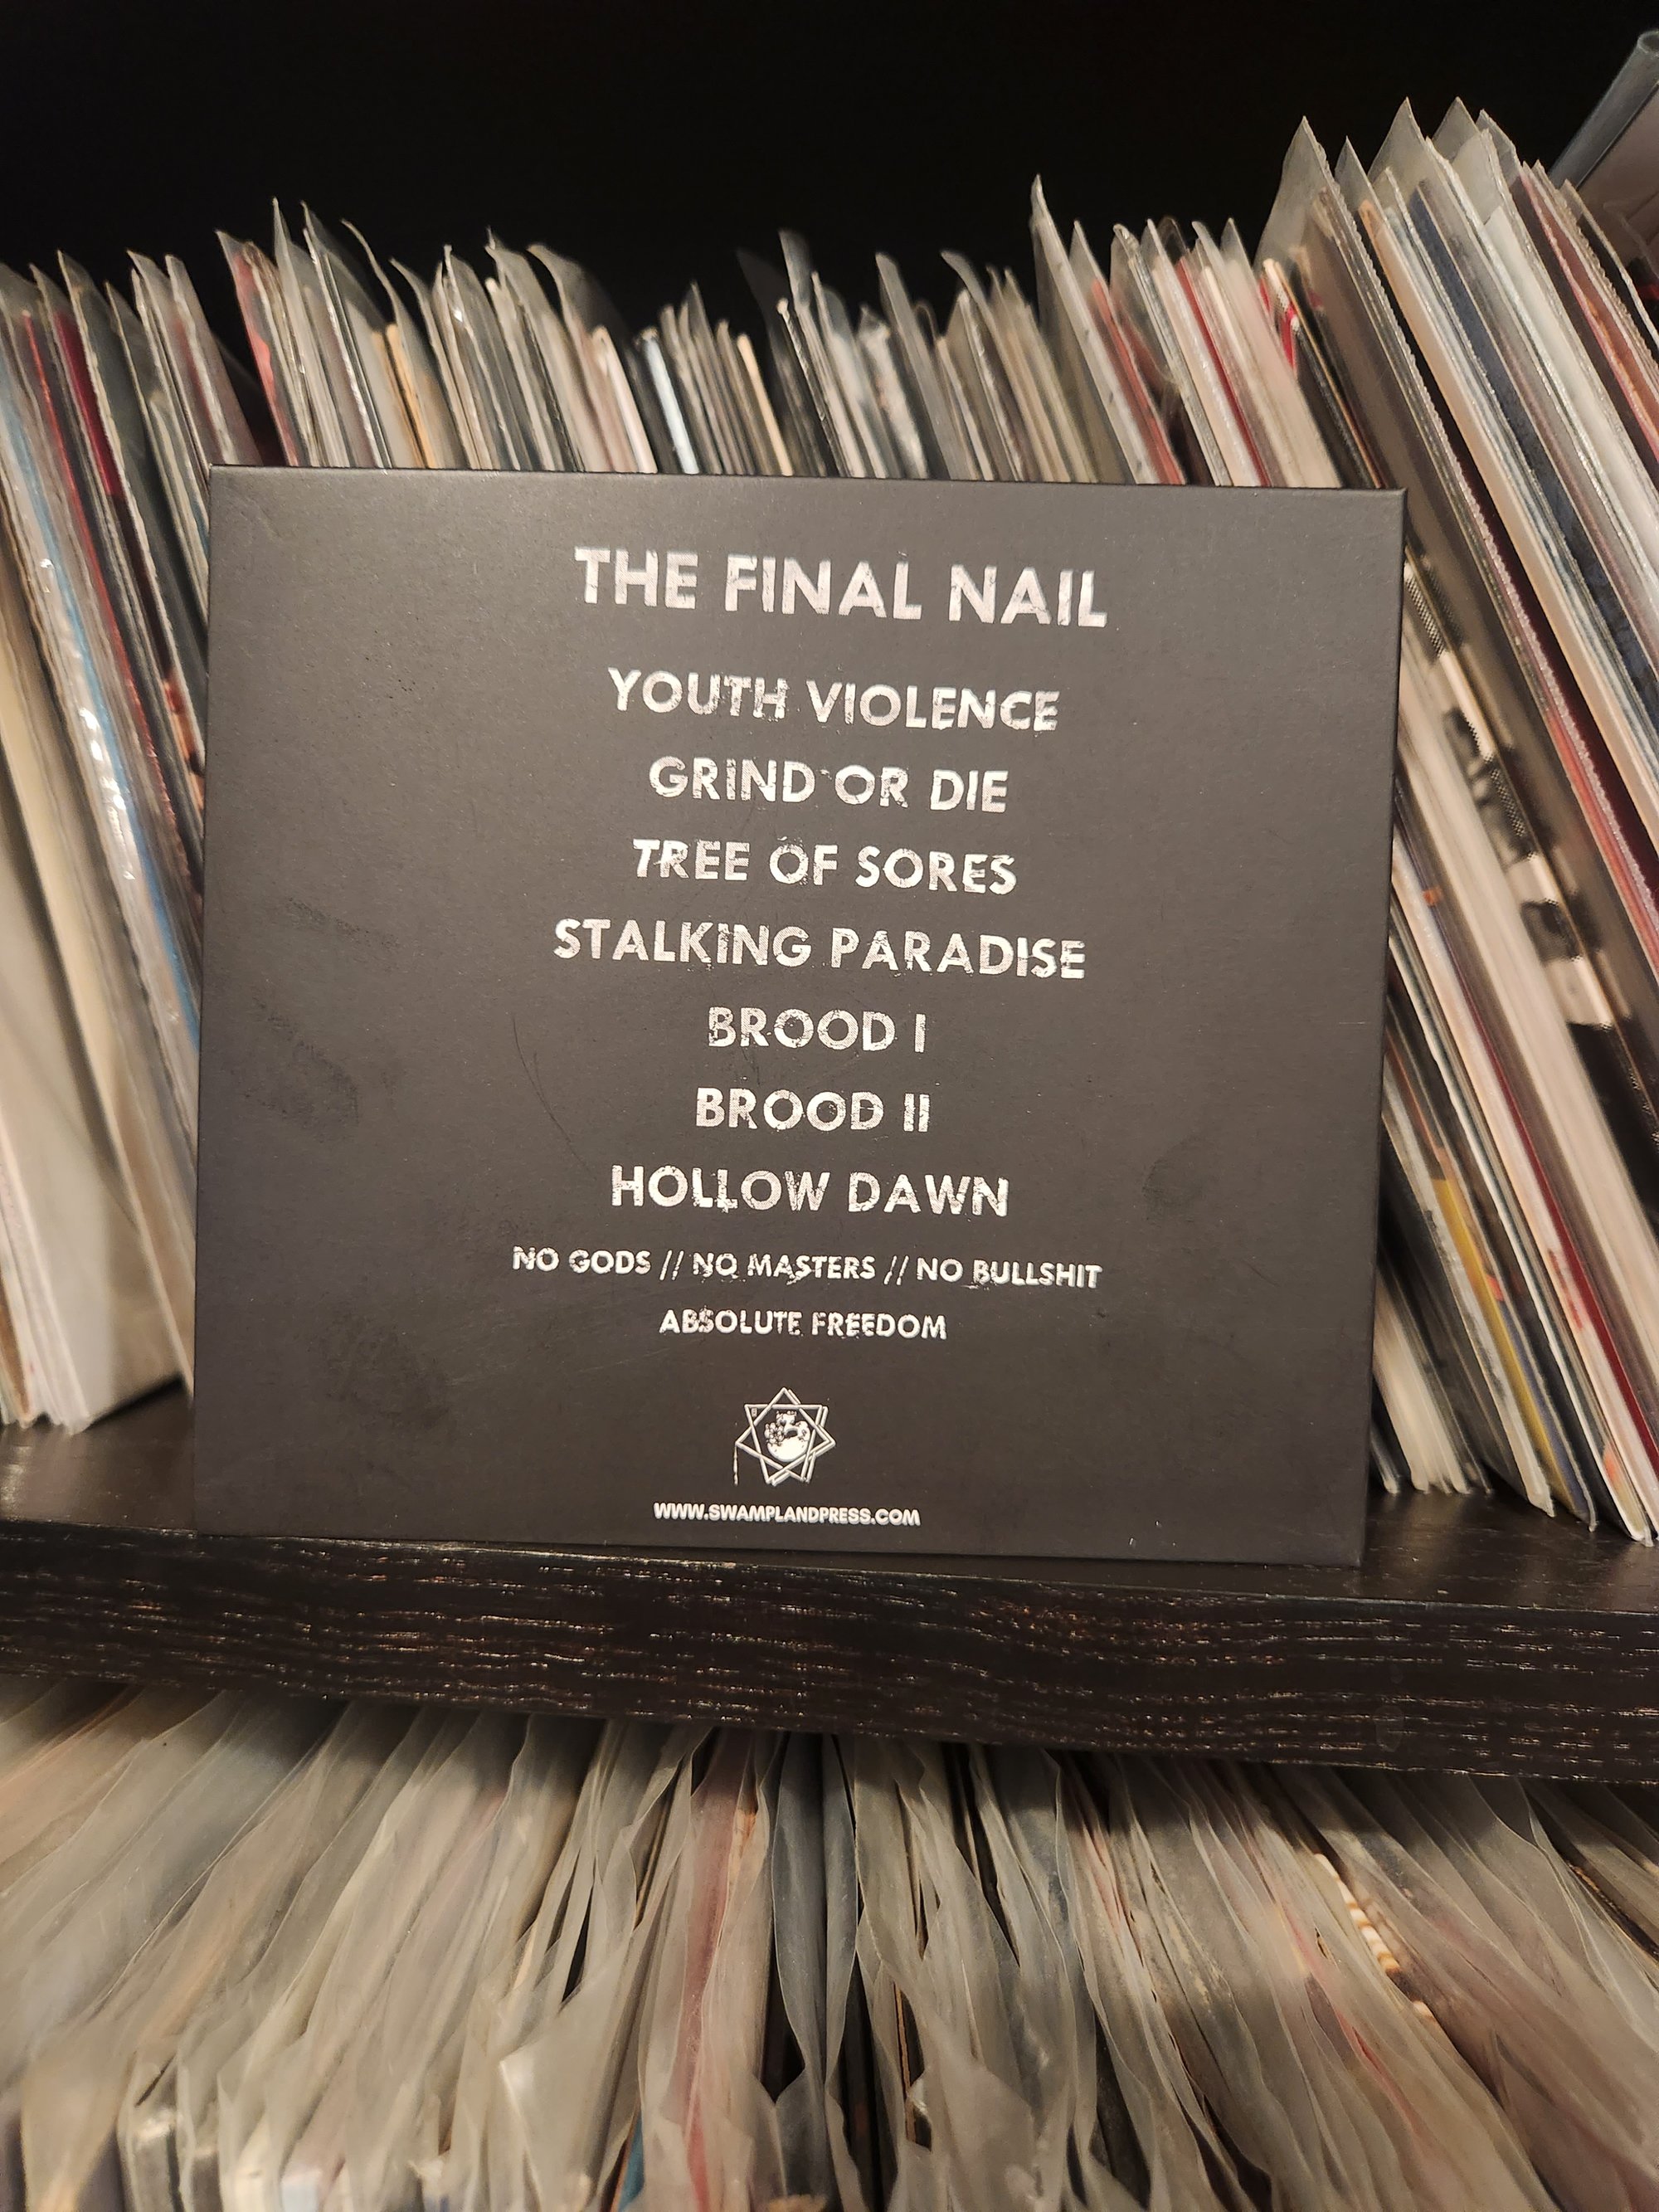 THE FINAL NAIL
YOUTH VIOLENCE
GRIND OR DIE
TREE OF SORES
STALKING PARADISE
BROOD I
BROOD II
HOLLOW DAWN
NO GODS // NO MASTERS // NO BULLSHIT
ABSOLUTE FREEDOM
WWW.SWAMPLANDPRESS.COM